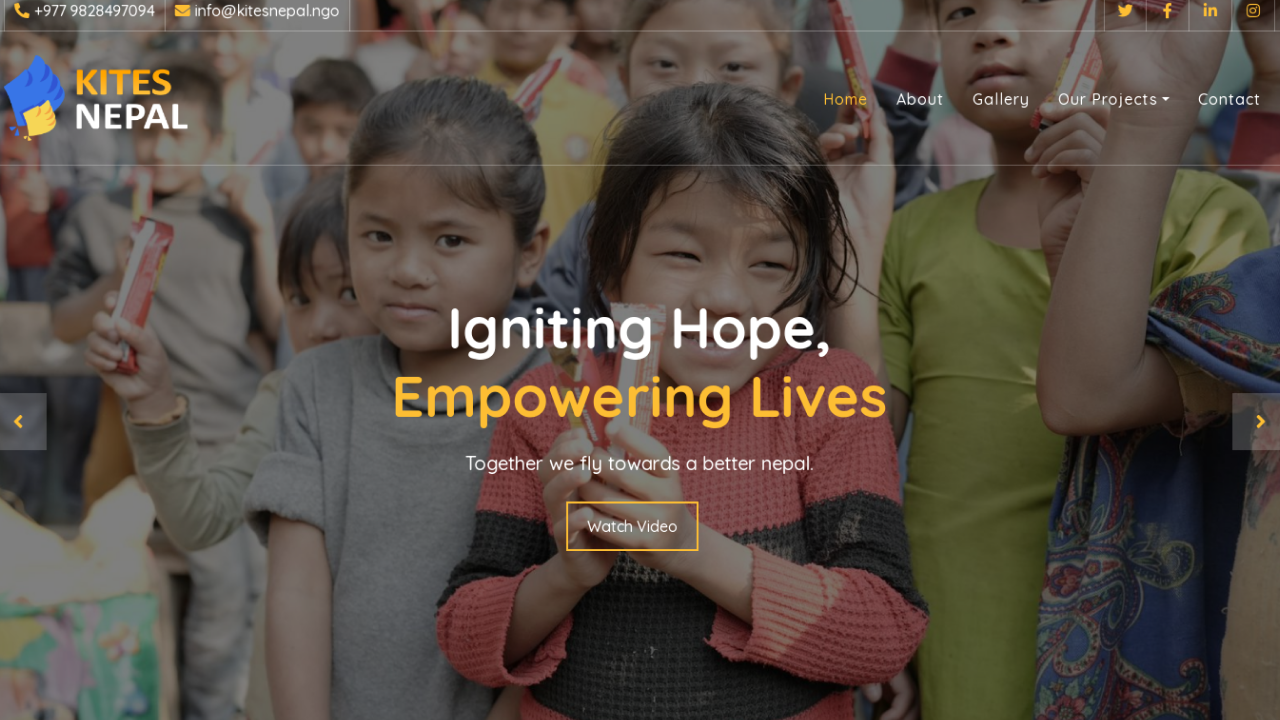 +977 9828497094 info@kitesnepal.ngo
KITES
NEPAL
Home About Gallery Our Projects Contact
Igniting Hope,
Empowering Lives
Together we fly towards a better nepal.
Watch Video